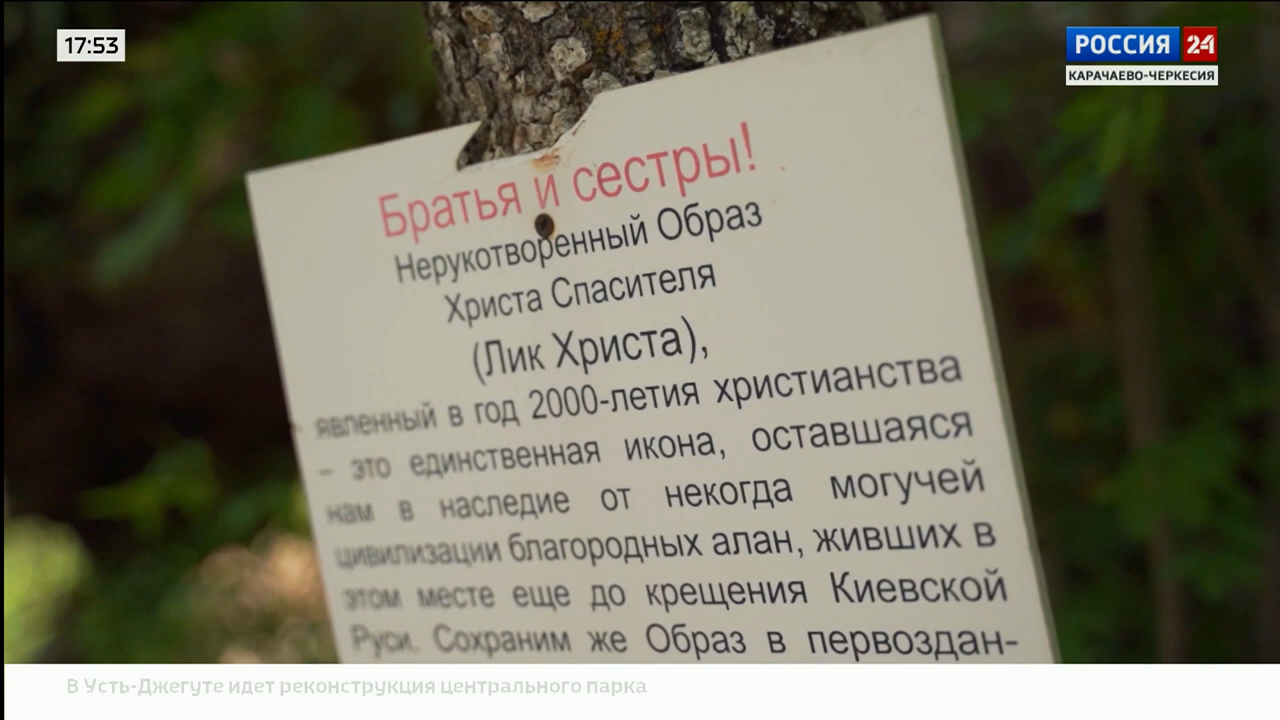 17:53
РОССИЯ 24
КАРАЧАЕВО-ЧЕРКЕСИЯ
Братья и сестры!
Нерукотворенный Образ
Христа Спасителя
(Лик Христа),
явленный в год 2000-летия христианства
– это единственная икона, оставшаяся
нам в наследие от некогда могучей
цивилизации благородных алан, живших в
этом месте еще до крещения Киевской
Руси. Сохраним же Образ в первоздан-
В Усть-Джегуте идет реконструкция центрального парка